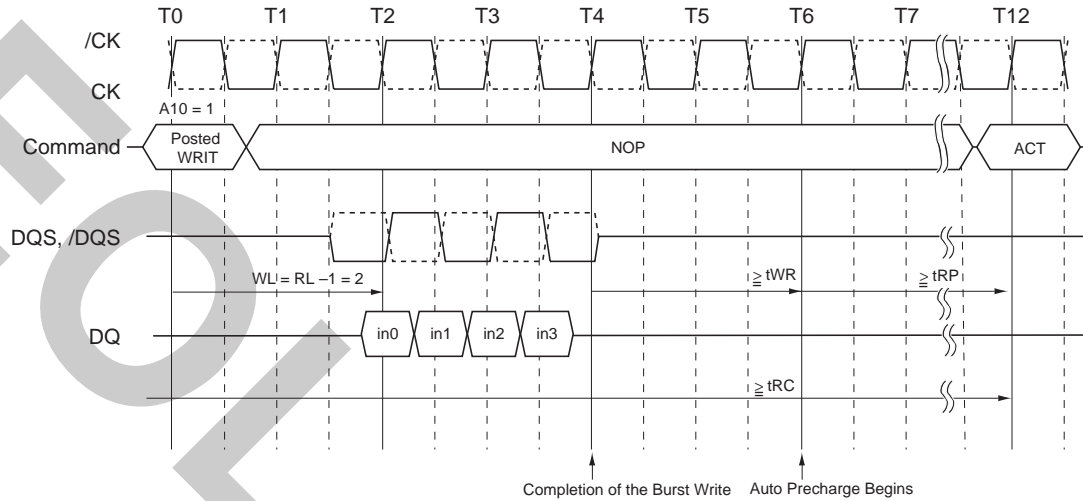 T0 T1 T2 T3 T4 T5 T6 T7 T12
/CK
CK
A10 = 1
Command
Posted
WRIT
NOP
ACT
DQS, /DQS
WL = RL –1 = 2
≧ tWR
≧ tRP
DQ
in0 in1 in2 in3
≧ tRC
Completion of the Burst Write
Auto Precharge Begins